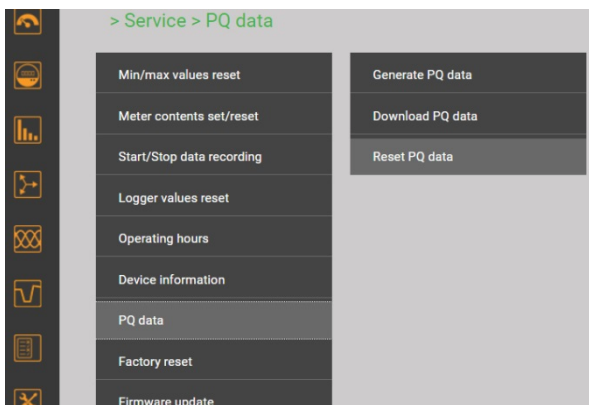 > Service > PQ data
Min/max values reset
Meter contents set/reset
Start/Stop data recording
Logger values reset
Operating hours
Device information
PQ data
Factory reset
Firmware update
Generate PQ data
Download PQ data
Reset PQ data